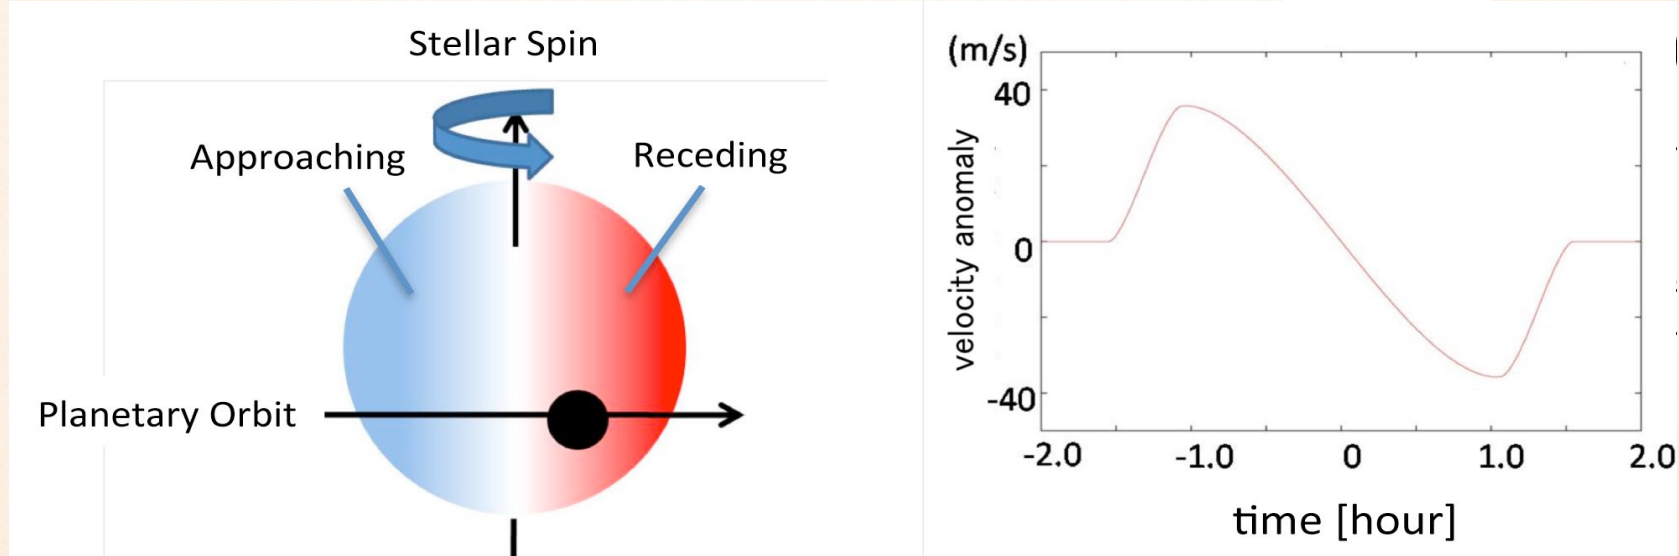 Stellar Spin
Approaching
Receding
Planetary Orbit
(m/s)
40
0
-40
velocity anomaly
-2.0 -1.0 0 1.0 2.0
time [hour]